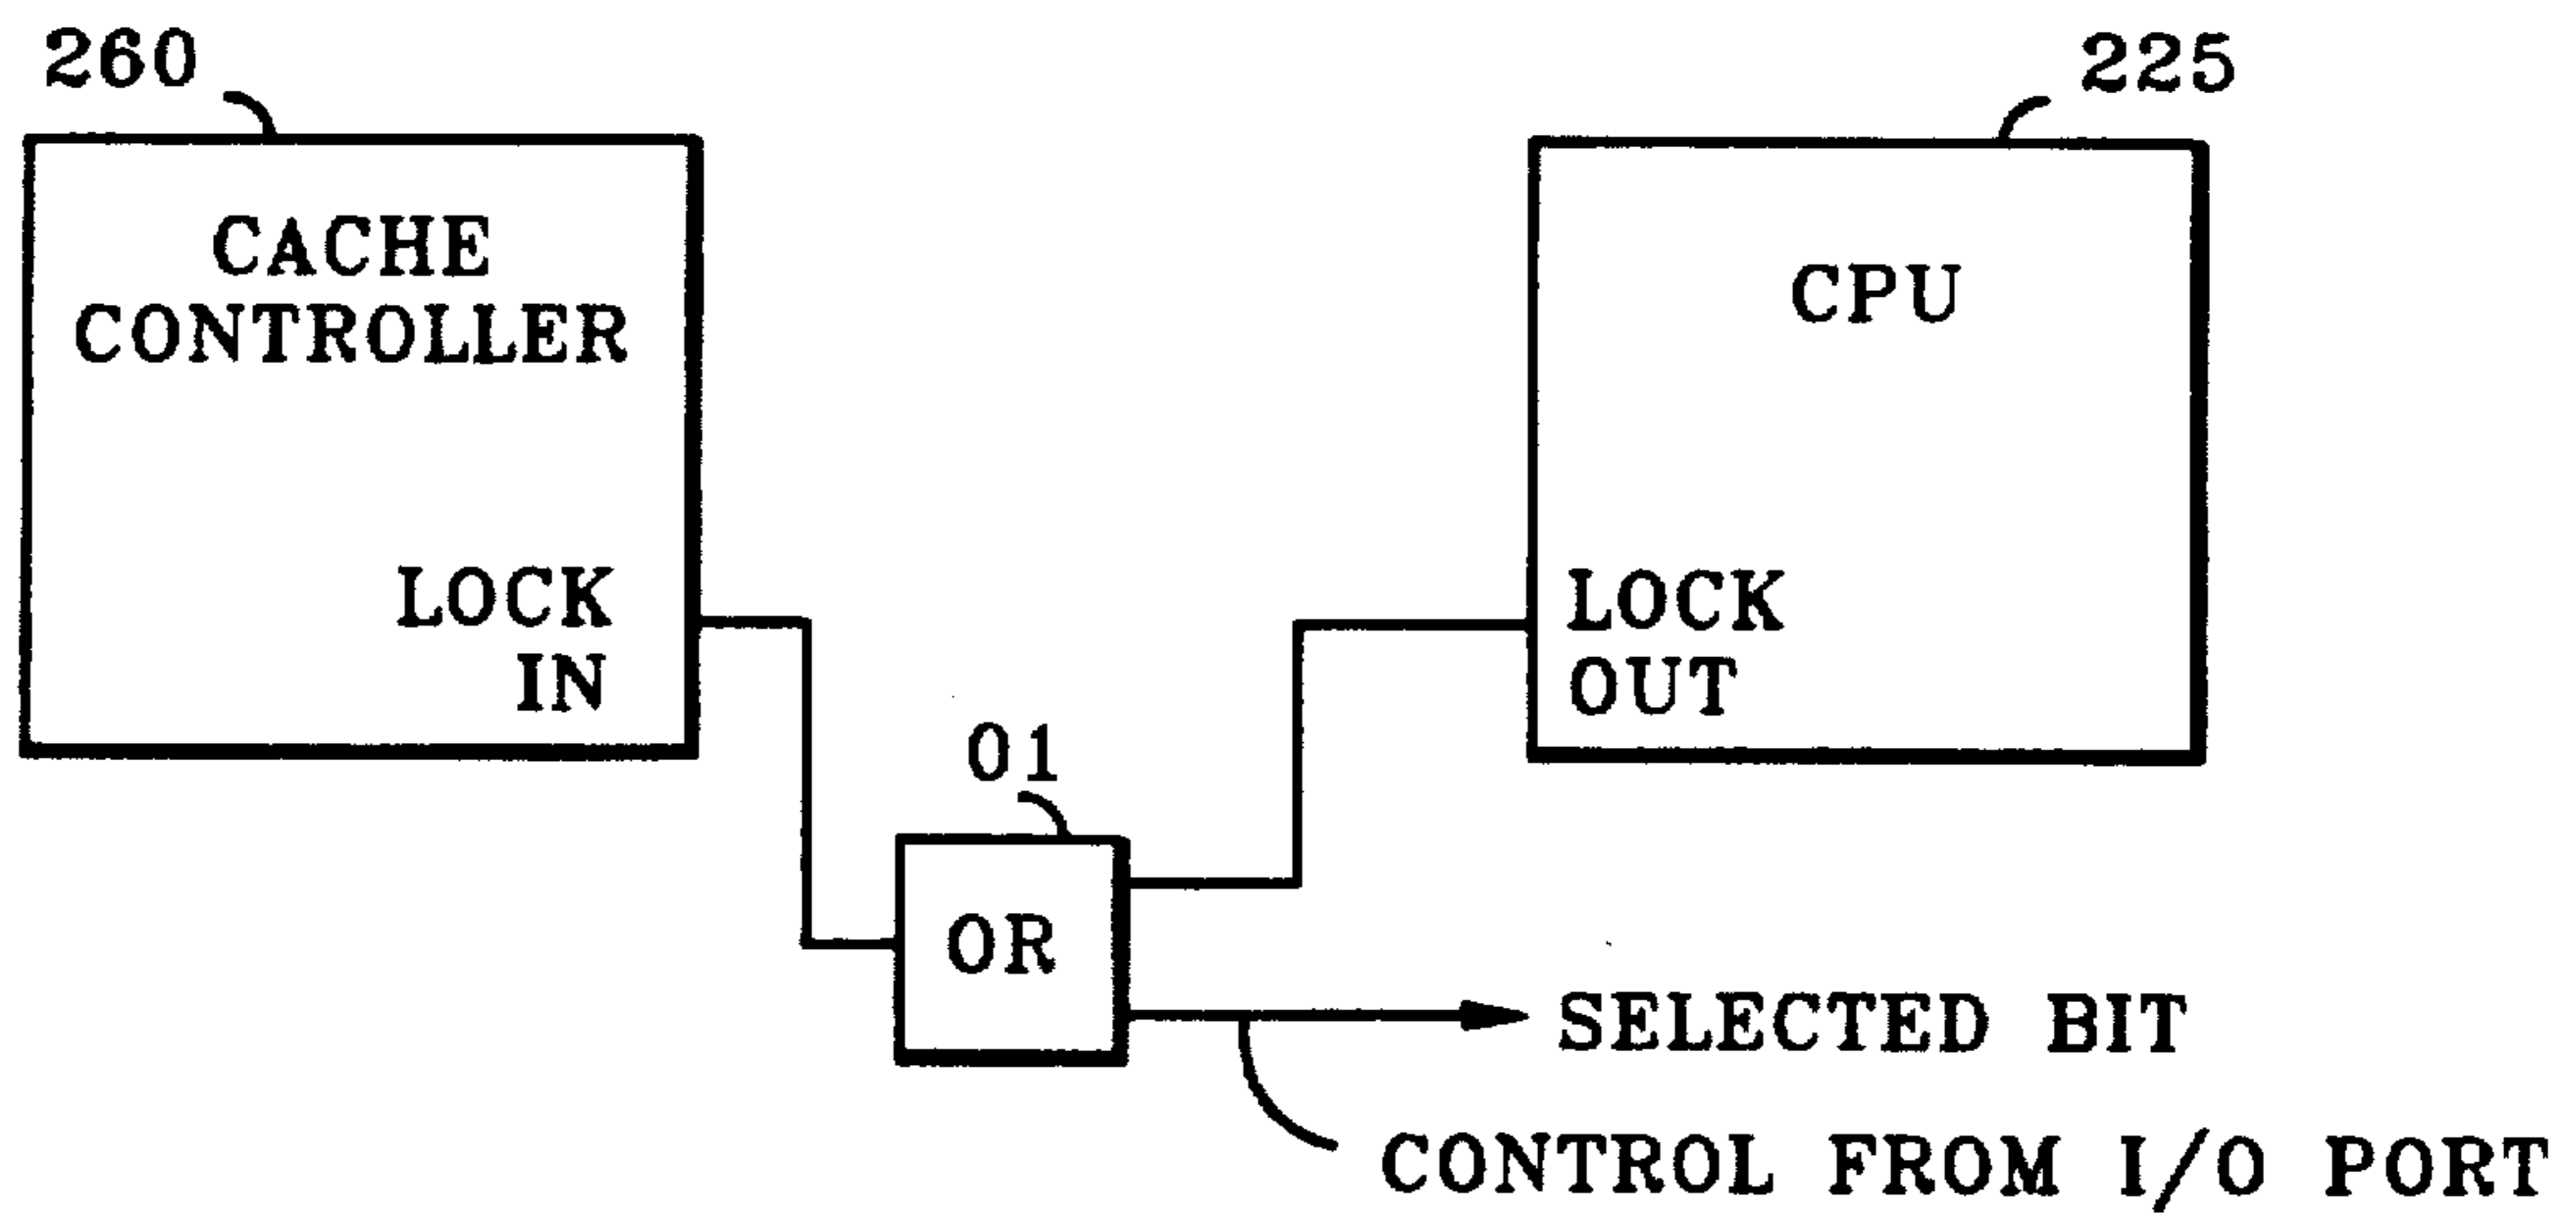 260
225
CACHE
CONTROLLER
CPU
LOCK
IN
LOCK
OUT
01
OR
SELECTED BIT
CONTROL FROM I/O PORT